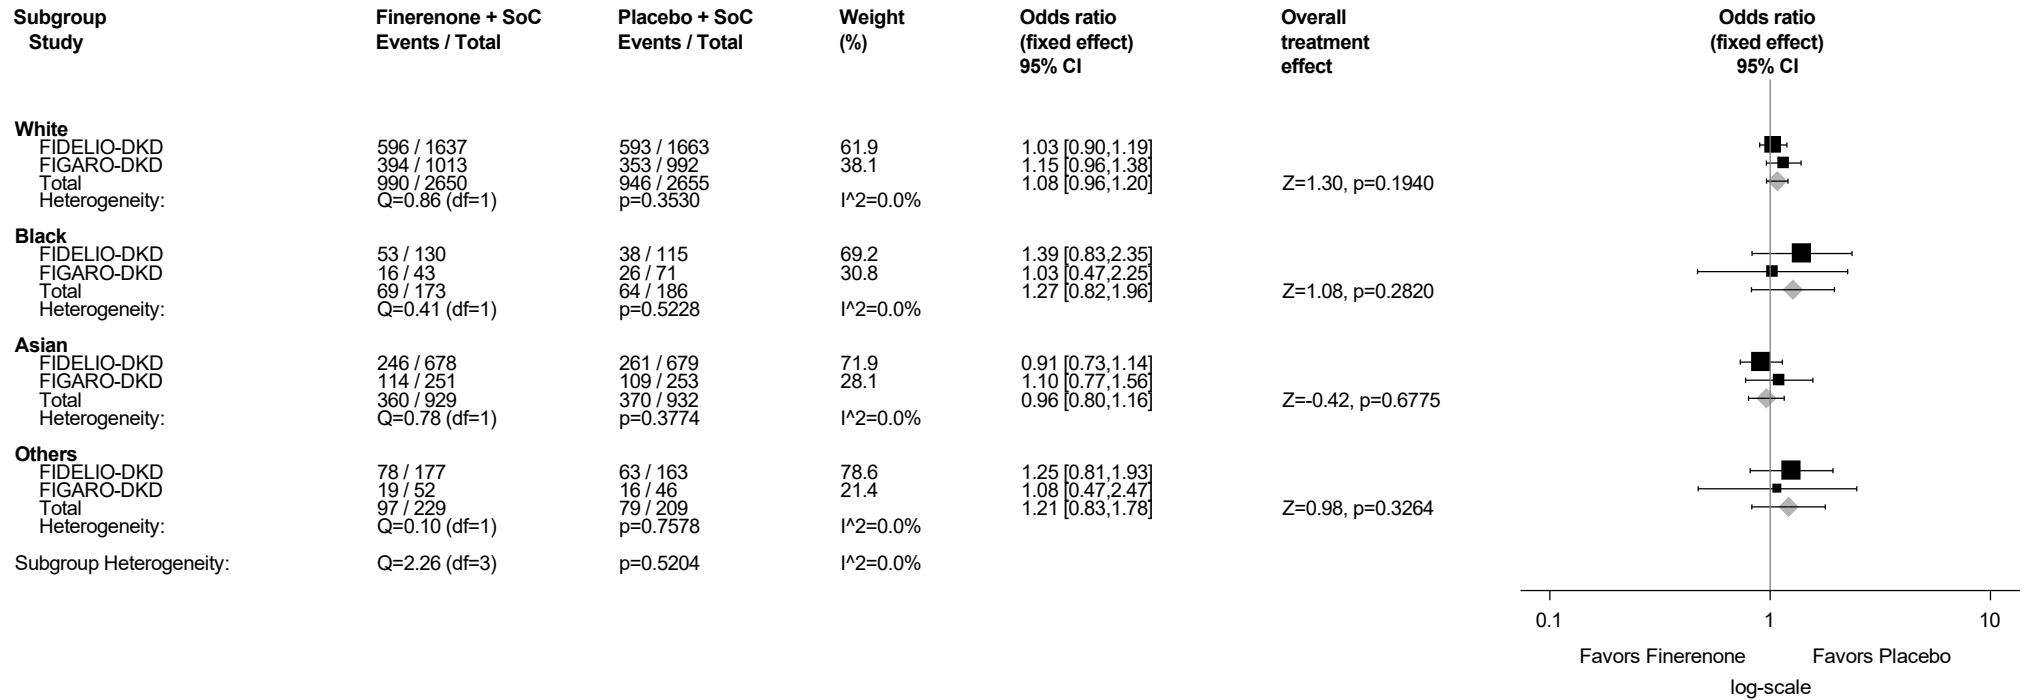 Subgroup Finerenone + SoC Placebo + SoC Weight Odds ratio Overall Odds ratio
Study Events / Total Events / Total (%) (fixed effect) treatment (fixed effect)
95% CI effect 95% CI
White
FIDELIO-DKD 596 / 1637 593 / 1663 61.9 1.03 [0.90,1.19]
FIGARO-DKD 394 / 1013 353 / 992 38.1 1.15 [0.96,1.38]
Total 990 / 2650 946 / 2655 1.08 [0.96,1.20] Z=1.30, p=0.1940
Heterogeneity: Q=0.86 (df=1) p=0.3530 I^2=0.0%
Black
FIDELIO-DKD 53 / 130 38 / 115 69.2 1.39 [0.83,2.35]
FIGARO-DKD 16 / 43 26 / 71 30.8 1.03 [0.47,2.25]
Total 69 / 173 64 / 186 1.27 [0.82,1.96] Z=1.08, p=0.2820
Heterogeneity: Q=0.41 (df=1) p=0.5228 I^2=0.0%
Asian
FIDELIO-DKD 246 / 678 261 / 679 71.9 0.91 [0.73,1.14]
FIGARO-DKD 114 / 251 109 / 253 28.1 1.10 [0.77,1.56]
Total 360 / 929 370 / 932 0.96 [0.80,1.16] Z=-0.42, p=0.6775
Heterogeneity: Q=0.78 (df=1) p=0.3774 I^2=0.0%
Others
FIDELIO-DKD 78 / 177 63 / 163 78.6 1.25 [0.81,1.93]
FIGARO-DKD 19 / 52 16 / 46 21.4 1.08 [0.47,2.47]
Total 97 / 229 79 / 209 1.21 [0.83,1.78] Z=0.98, p=0.3264
Heterogeneity: Q=0.10 (df=1) p=0.7578 I^2=0.0%
Subgroup Heterogeneity: Q=2.26 (df=3) p=0.5204 I^2=0.0%
0.1 1 10
Favors Finerenone Favors Placebo
log-scale